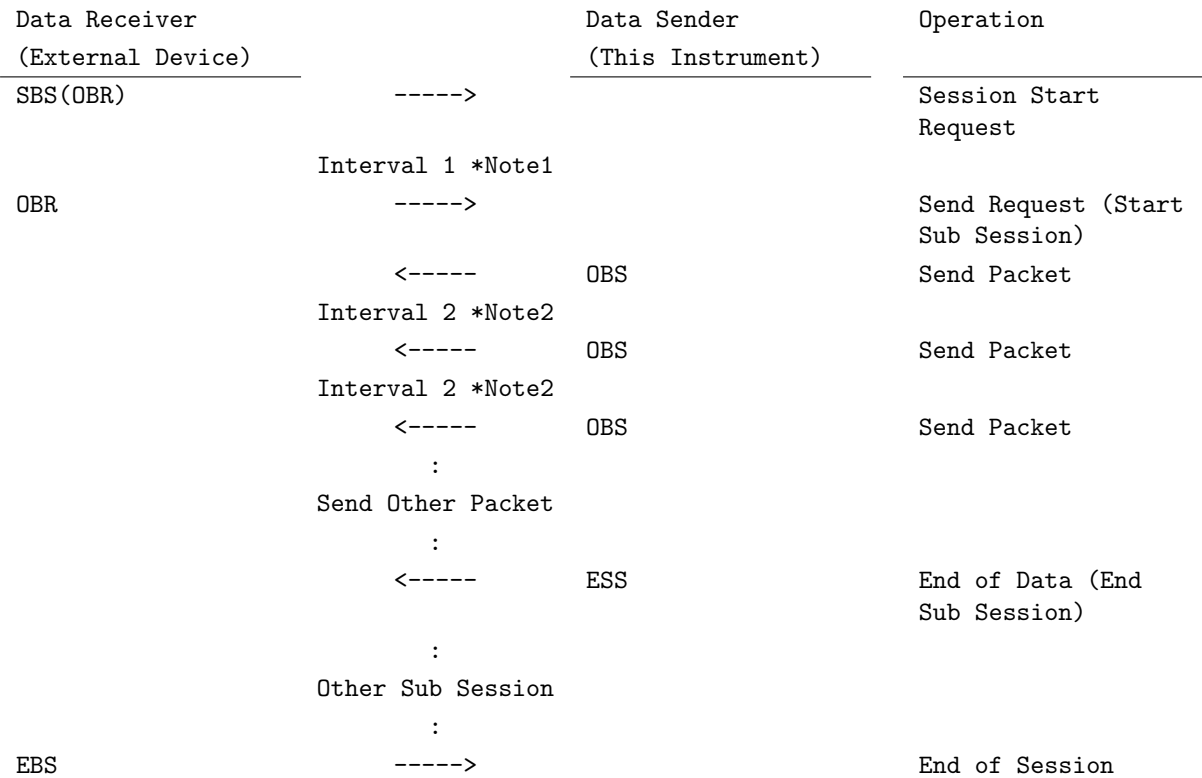 Data Receiver Data Sender Operation
(External Device) (This Instrument)
SBS(OBR) -----> Session Start
Request
Interval 1 *Note1
OBR -----> Send Request (Start
Sub Session)
<----- OBS Send Packet
Interval 2 *Note2
<----- OBS Send Packet
Interval 2 *Note2
<----- OBS Send Packet
:
Send Other Packet
:
<----- ESS End of Data (End
Sub Session)
:
Other Sub Session
:
EBS -----> End of Session